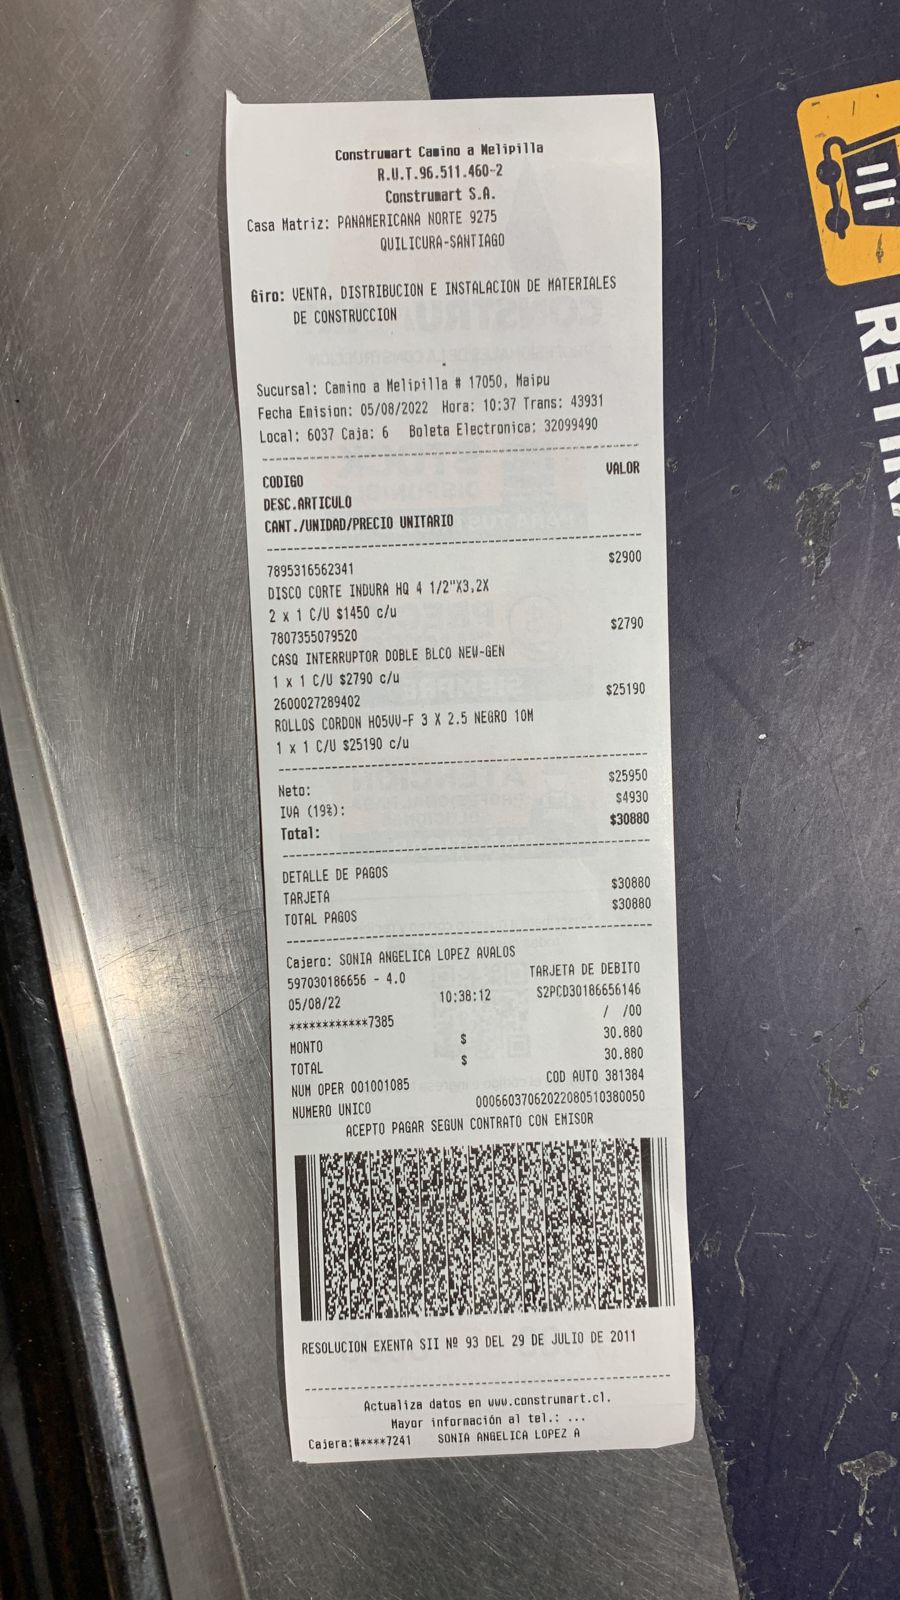 Construmart Camino a Melipilla
R.U.T.96.511.460-2
Construmart S.A.
Casa Matriz: PANAMERICANA NORTE 9275
QUILICURA-SANTIAGO
Giro: VENTA, DISTRIBUCION E INSTALACION DE MATERIALES
DE CONSTRUCCION
Sucursal: Camino a Melipilla # 17050, Maipu
Fecha Emision: 05/08/2022 Hora: 10:37 Trans: 43931
Local: 6037 Caja: 6 Boleta Electronica: 32099490
CODIGO VALOR
DESC.ARTICULO
CANT./UNIDAD/PRECIO UNITARIO
7895316562341 $2900
DISCO CORTE INDURA HQ 4 1/2"X3,2X
2 x 1 C/U $1450 c/u
7807355079520 $2790
CASQ INTERRUPTOR DOBLE BLCO NEW-GEN
1 x 1 C/U $2790 c/u
2600027289402 $25190
ROLLOS CORDON H05VV-F 3 X 2.5 NEGRO 10M
1 x 1 C/U $25190 c/u
Neto: $25950
IVA (19%): $4930
Total: $30880
DETALLE DE PAGOS
TARJETA $30880
TOTAL PAGOS $30880
Cajero: SONIA ANGELICA LOPEZ AVALOS
597030186656 - 4.0 TARJETA DE DEBITO
05/08/22 10:38:12 S2PCD30186656146
************7385 / /00
MONTO $ 30.880
TOTAL $ 30.880
NUM OPER 001001085 COD AUTO 381384
NUMERO UNICO 00066037062022080510380050
ACEPTO PAGAR SEGUN CONTRATO CON EMISOR
RESOLUCION EXENTA SII Nº 93 DEL 29 DE JULIO DE 2011
Actualiza datos en www.construmart.cl.
Mayor información al tel.: ...
Cajera:#****7241 SONIA ANGELICA LOPEZ A